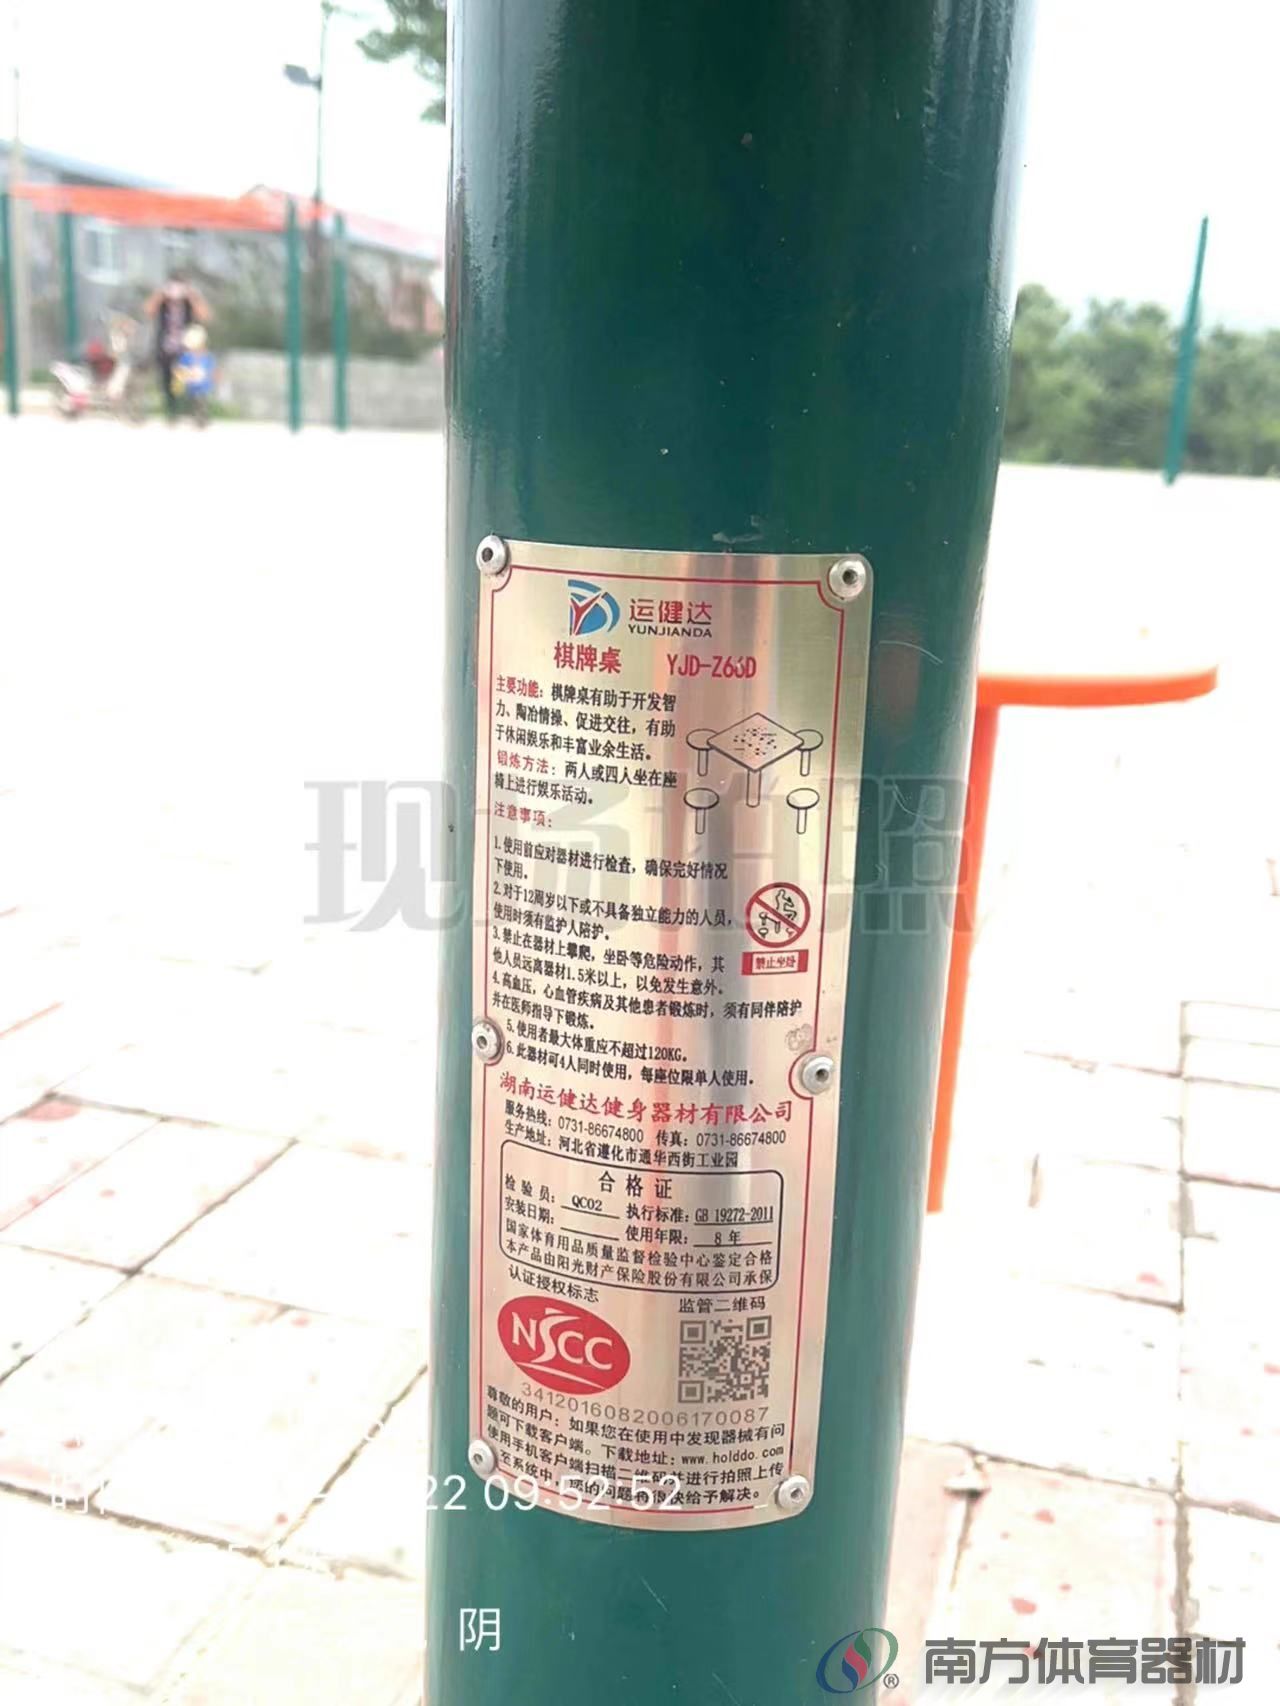 运健达
YUNJIANDA
棋牌桌 YJD-Z66D
主要功能：棋牌桌有助于开发智
力、陶冶情操、促进交往，有助
于休闲娱乐和丰富业余生活。
锻炼方法：两人或四人坐在座
椅上进行娱乐活动。
注意事项：
1.使用前应对器材进行检查，确保完好情况
下使用。
2.对于12周岁以下或不具备独立能力的人员，
使用时须有监护人陪护。
3.禁止在器材上攀爬，坐卧等危险动作，其
他人员远离器材1.5米以上，以免发生意外。
禁止坐卧
4.高血压，心血管疾病及其他患者锻炼时，须有同伴陪护
并在医师指导下锻炼。
5.使用者最大体重应不超过120KG。
6.此器材可4人同时使用，每座位限单人使用。
湖南运健达健身器材有限公司
服务热线：0731-86674800 传真：0731-86674800
生产地址：河北省遵化市通华西街工业园
合格证
检验员：QC02 执行标准：GB 19272-2011
安装日期： 使用年限：8年
国家体育用品质量监督检验中心鉴定合格
本产品由阳光财产保险股份有限公司承保
认证授权标志 监管二维码
NSCC
3412016082006170087
尊敬的用户：如果您在使用中发现器械有问
题可下载客户端。下载地址：www.holddo.com
使用手机客户端扫描二维码并进行拍照上传
至系统中，您的问题将很快给予解决。
现场拍照
22 09:52:52
阴
南方体育器材